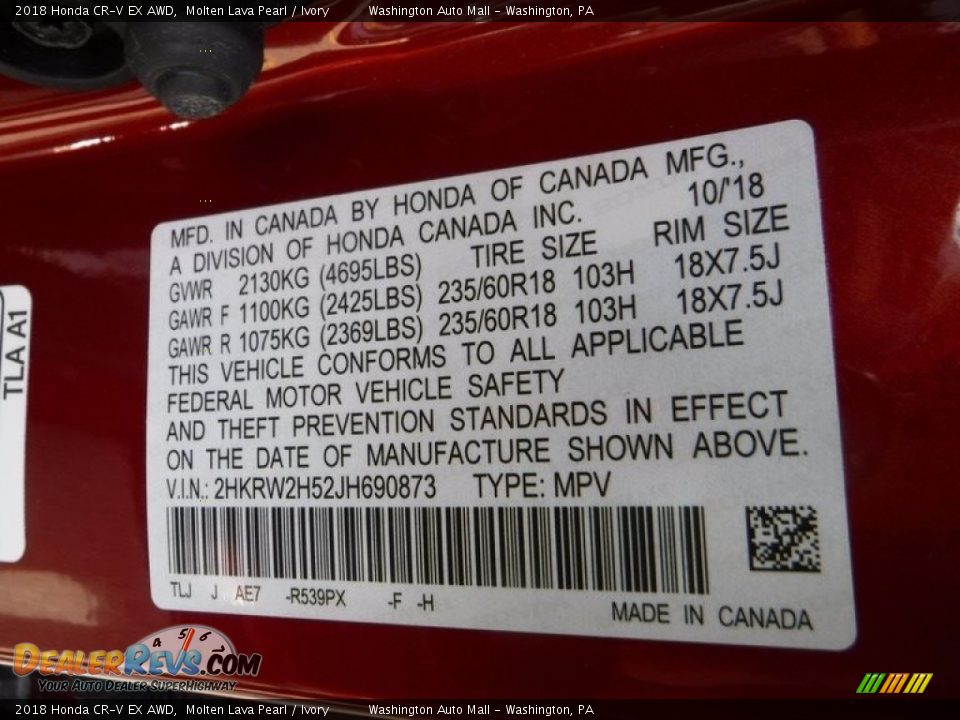 2018 Honda CR-V EX AWD, Molten Lava Pearl / Ivory Washington Auto Mall - Washington, PA
MFD. IN CANADA BY HONDA OF CANADA MFG.,
A DIVISION OF HONDA CANADA INC. 10/'18
GVWR 2130KG (4695LBS) TIRE SIZE RIM SIZE
GAWR F 1100KG (2425LBS) 235/60R18 103H 18X7.5J
GAWR R 1075KG (2369LBS) 235/60R18 103H 18X7.5J
THIS VEHICLE CONFORMS TO ALL APPLICABLE
FEDERAL MOTOR VEHICLE SAFETY
AND THEFT PREVENTION STANDARDS IN EFFECT
ON THE DATE OF MANUFACTURE SHOWN ABOVE.
V.I.N.: 2HKRW2H52JH690873 TYPE: MPV
TLJ J AE7 -R539PX -F -H
MADE IN CANADA
TLA A1
4 5 6
DEALERREVS.COM
YOUR AUTO DEALER SUPERHIGHWAY
2018 Honda CR-V EX AWD, Molten Lava Pearl / Ivory Washington Auto Mall - Washington, PA